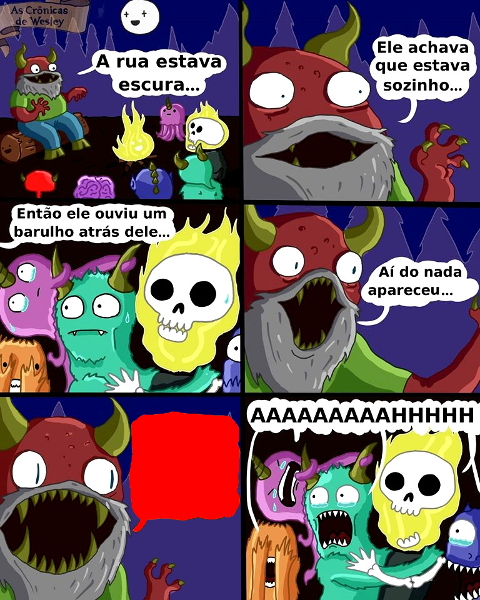 As Crônicas
de Wesley
A rua estava
escura...
Ele achava
que estava
sozinho...
Então ele ouviu um
barulho atrás dele...
Aí do nada
apareceu...
AAAAAAAAAHHHHH